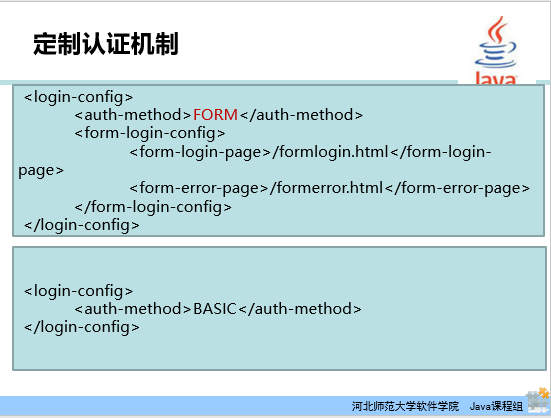 定制认证机制
Java
<login-config>
<auth-method>FORM</auth-method>
<form-login-config>
<form-login-page>/formlogin.html</form-login-
page>
<form-error-page>/formerror.html</form-error-page>
</form-login-config>
</login-config>
<login-config>
<auth-method>BASIC</auth-method>
</login-config>
河北师范大学软件学院 Java课程组